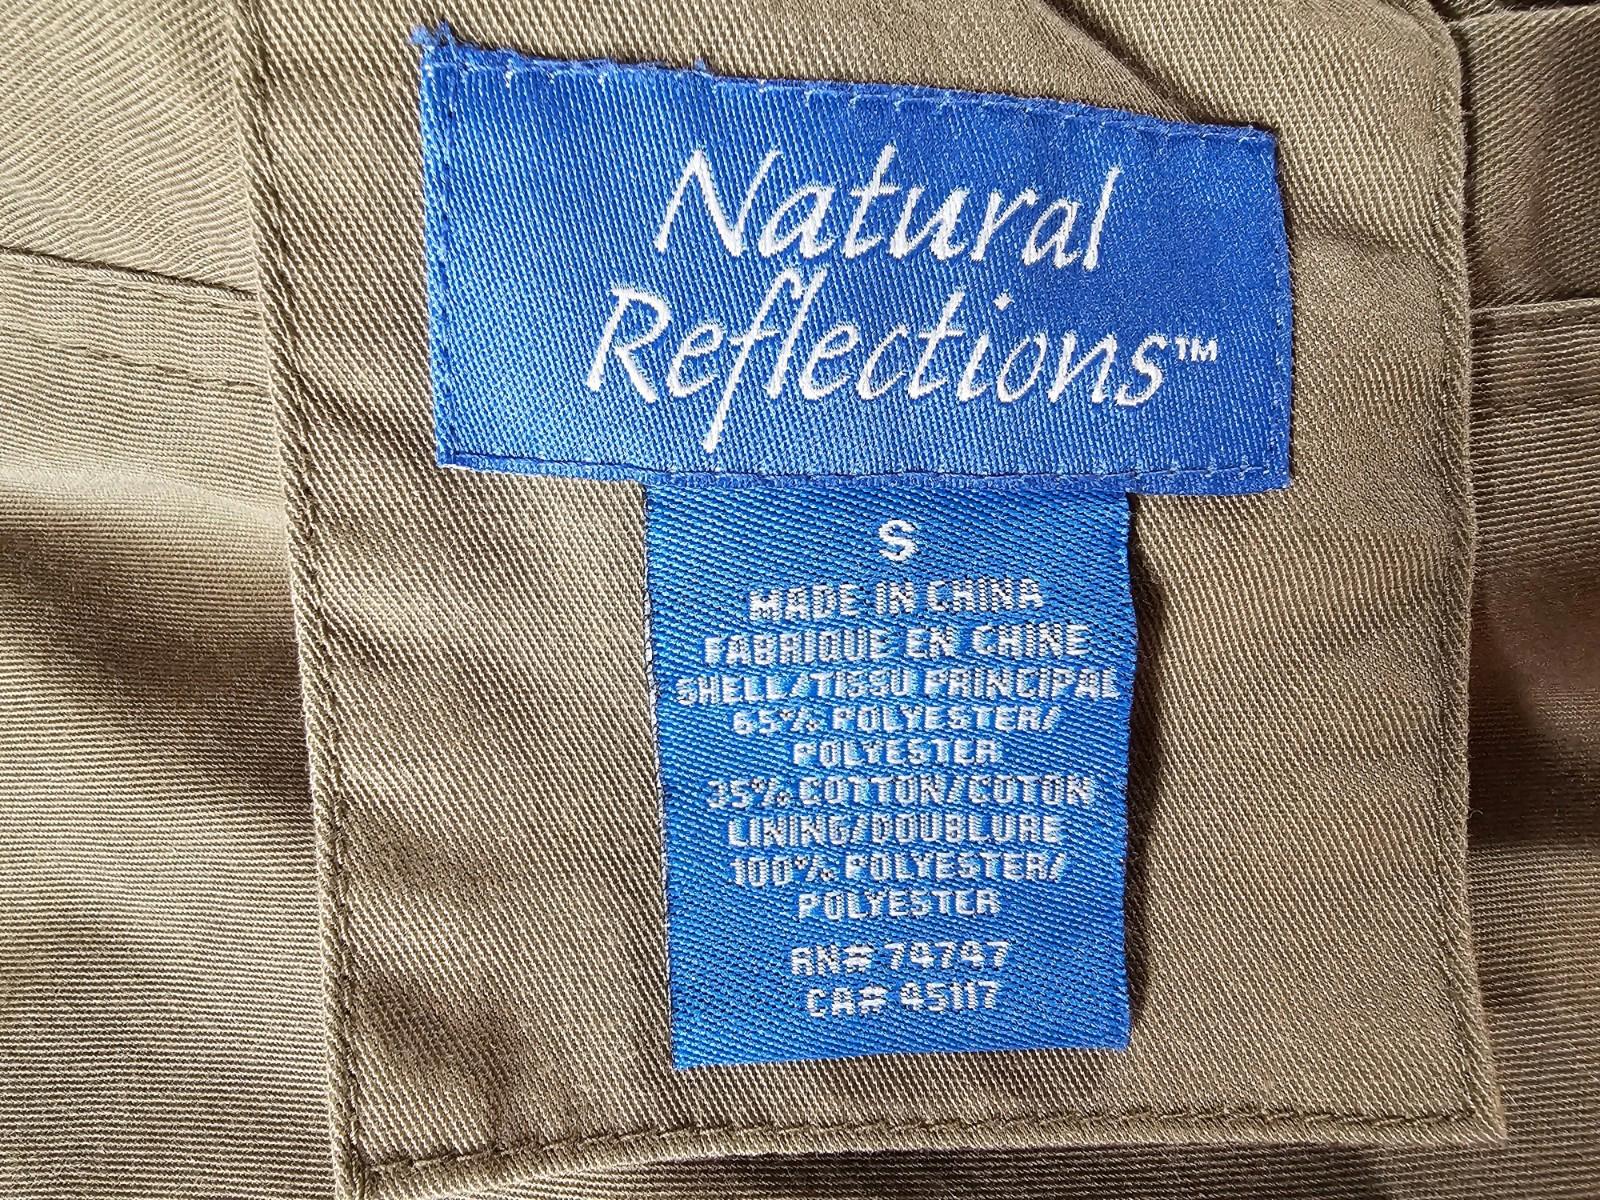 Natural
Reflections™
S
MADE IN CHINA
FABRIQUE EN CHINE
SHELL/TISSU PRINCIPAL
65% POLYESTER/
POLYESTER
35% COTTON/COTON
LINING/DOUBLURE
100% POLYESTER/
POLYESTER
RN# 74747
CA# 45117